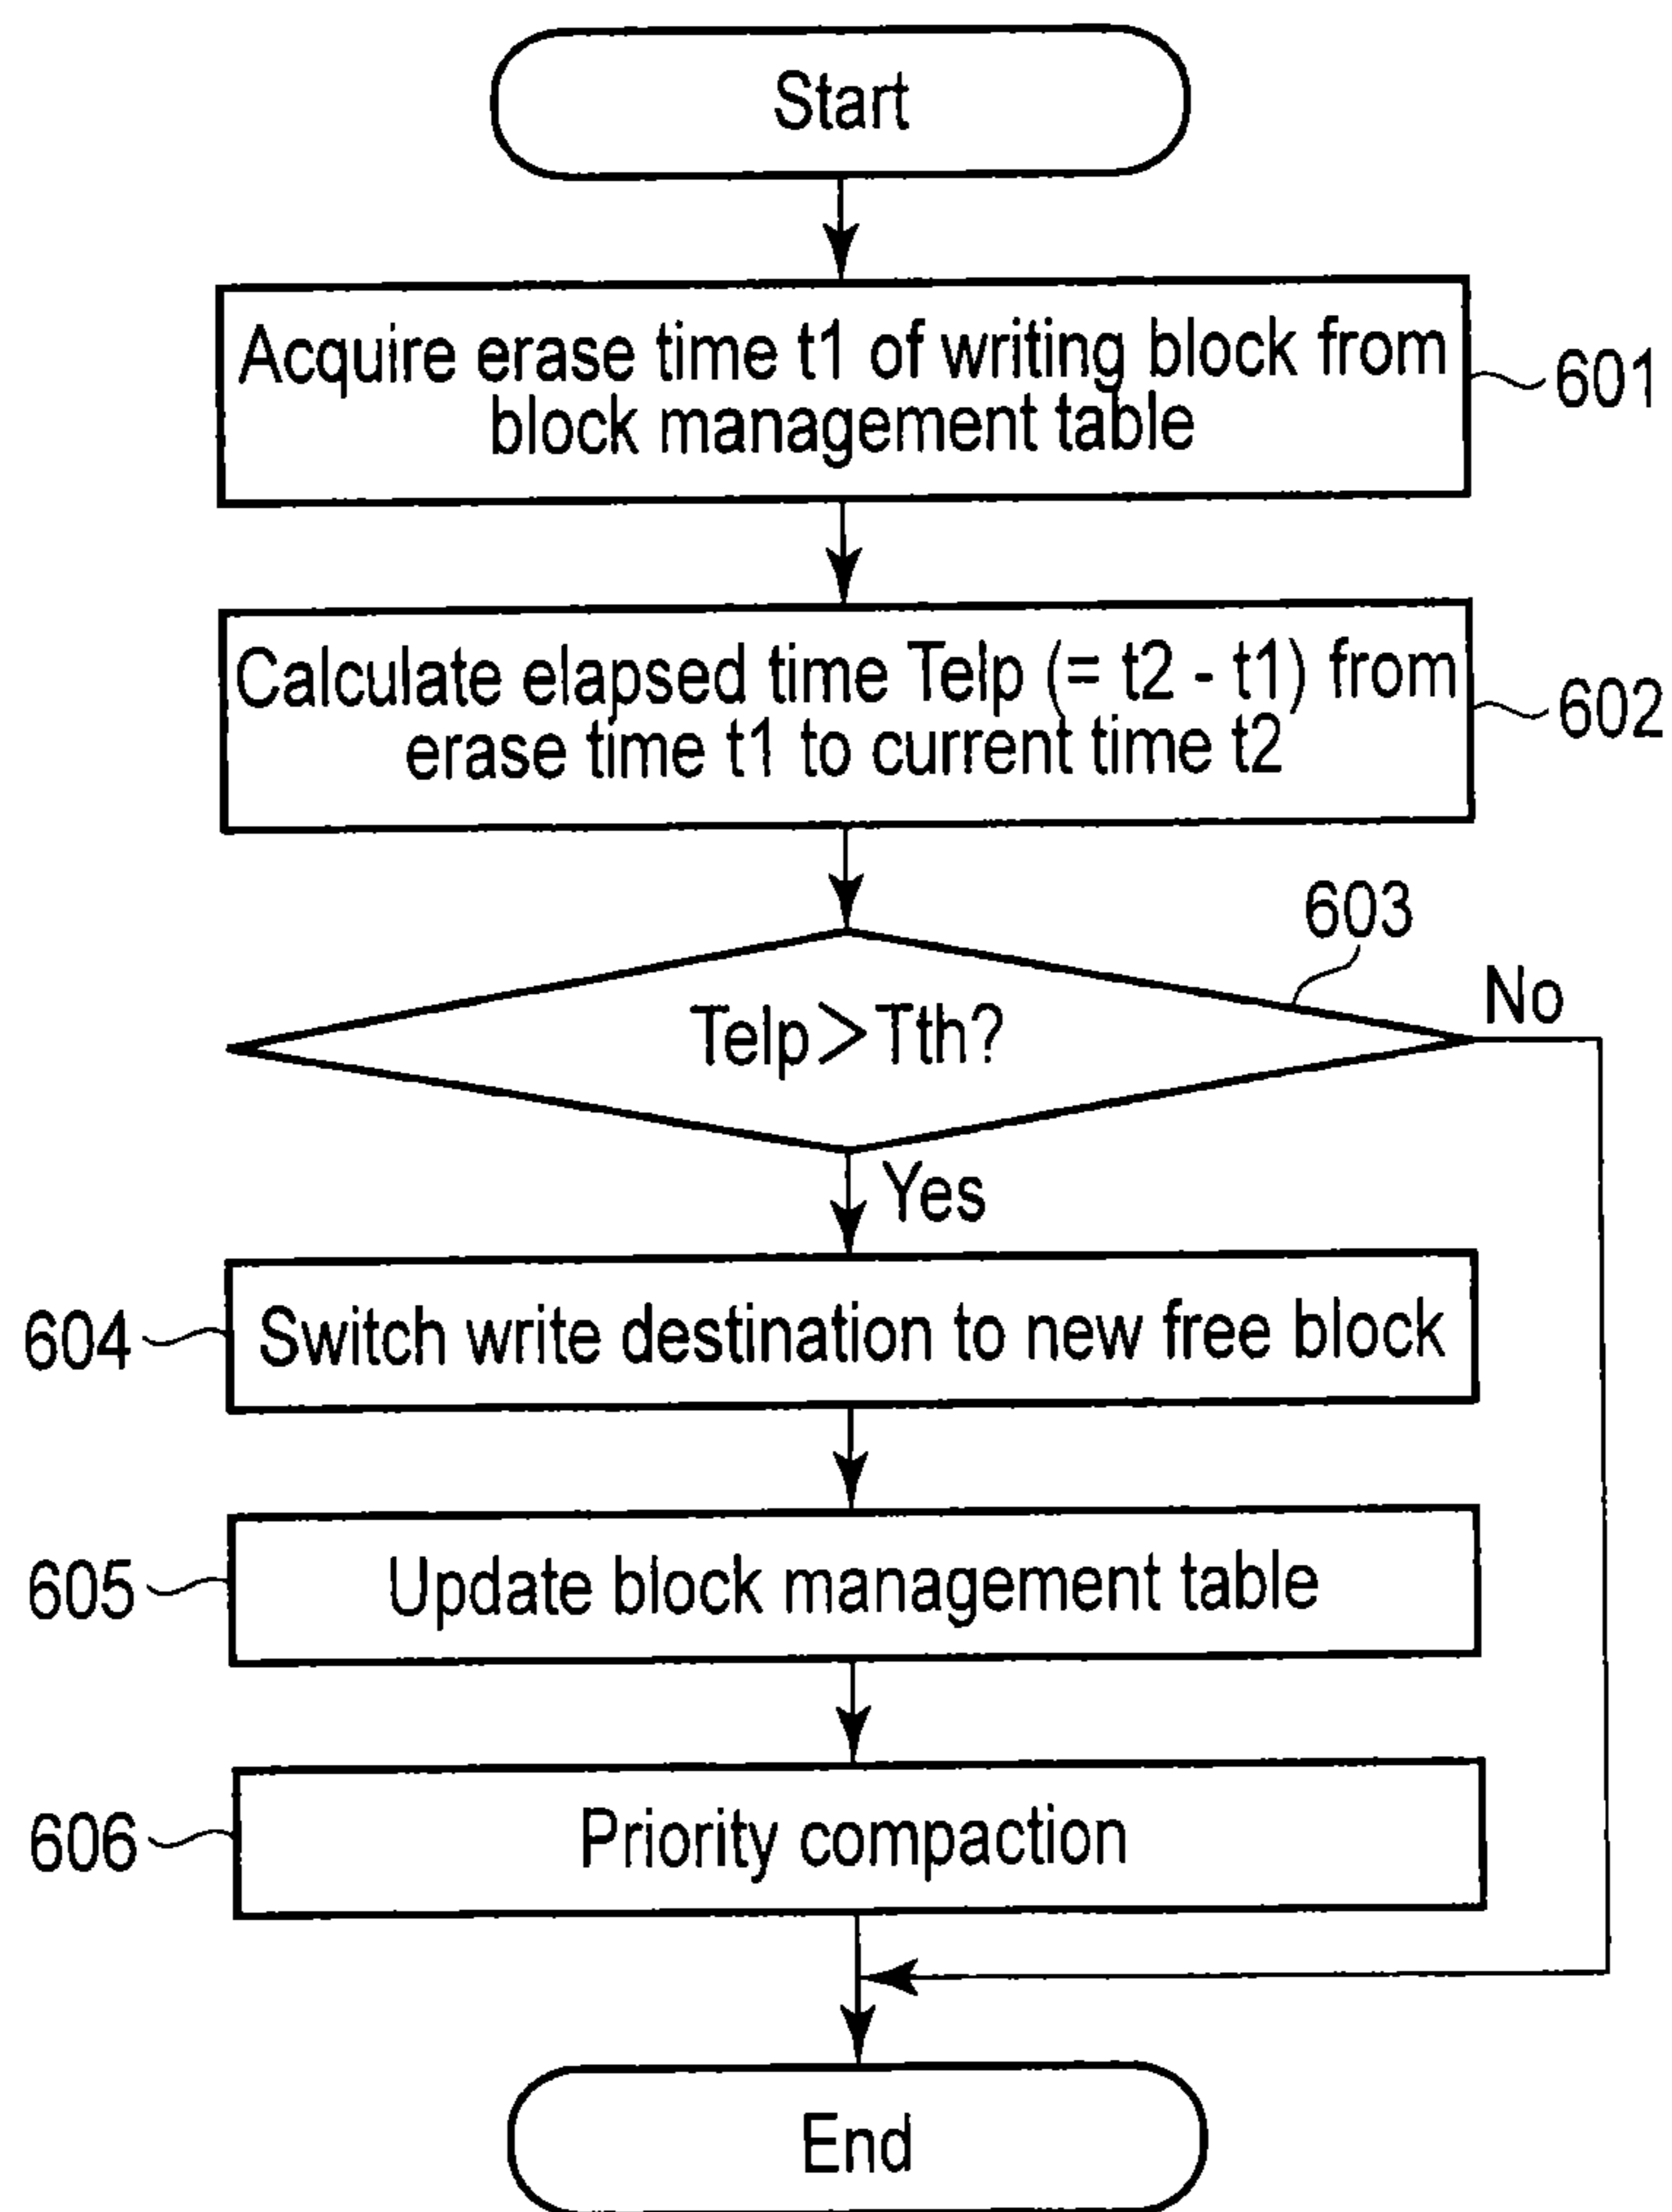 Start
Acquire erase time t1 of writing block from
block management table
601
Calculate elapsed time Telp (= t2 - t1) from
erase time t1 to current time t2
602
603
Telp>Tth?
No
Yes
604
Switch write destination to new free block
605
Update block management table
606
Priority compaction
End